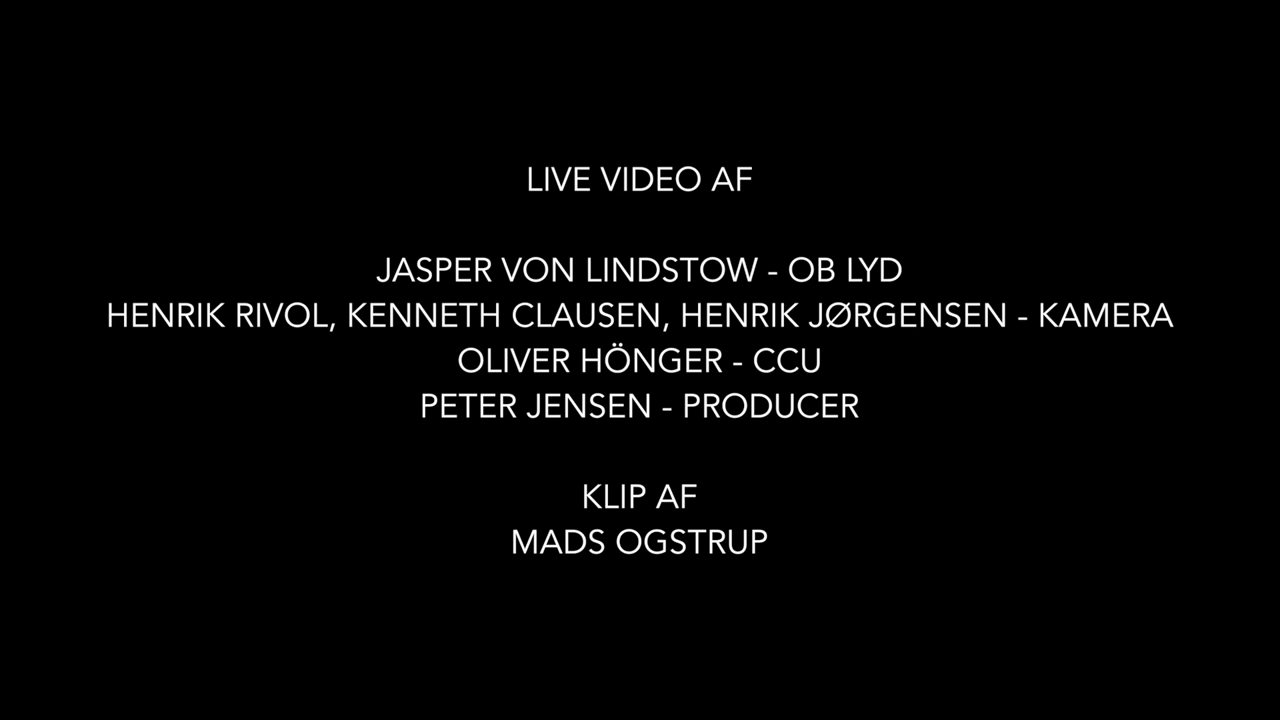 LIVE VIDEO AF
JASPER VON LINDSTOW - OB LYD
HENRIK RIVOL, KENNETH CLAUSEN, HENRIK JØRGENSEN - KAMERA
OLIVER HÖNGER - CCU
PETER JENSEN - PRODUCER
KLIP AF
MADS OGSTRUP